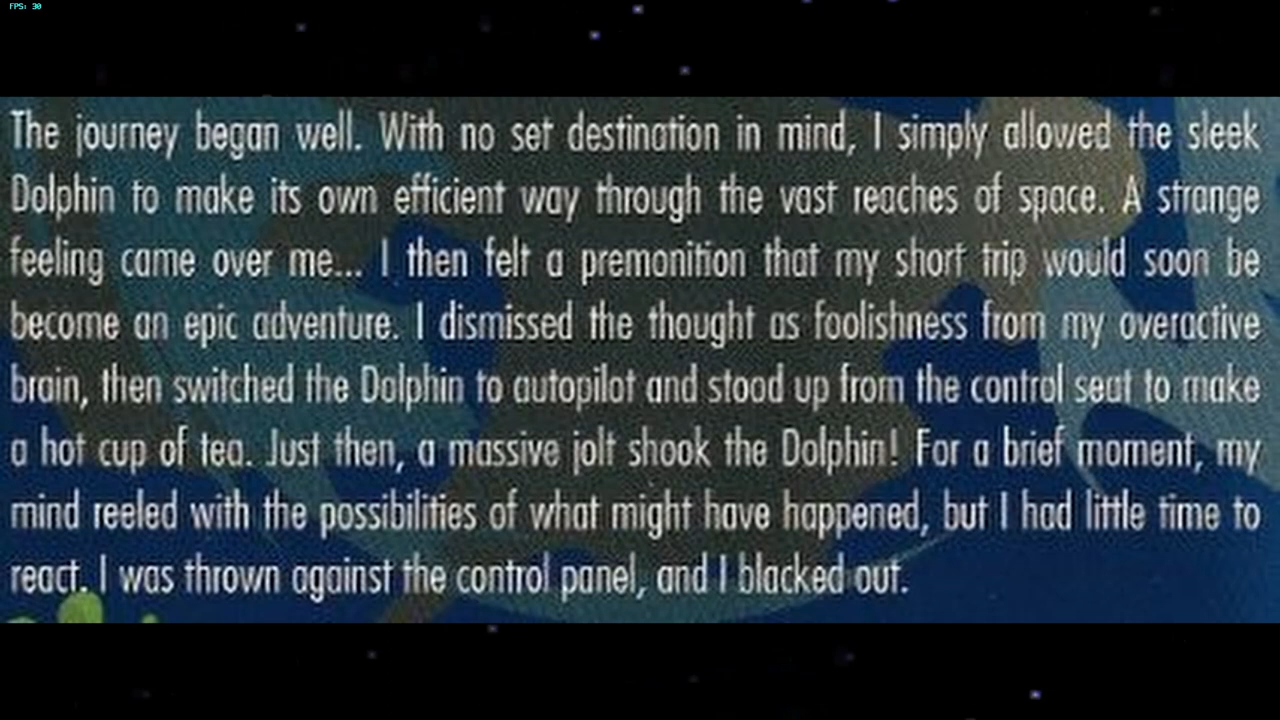 FPS: 30
The journey began well. With no set destination in mind, I simply allowed the sleek
Dolphin to make its own efficient way through the vast reaches of space. A strange
feeling came over me... I then felt a premonition that my short trip would soon be
become an epic adventure. I dismissed the thought as foolishness from my overactive
brain, then switched the Dolphin to autopilot and stood up from the control seat to make
a hot cup of tea. Just then, a massive jolt shook the Dolphin! For a brief moment, my
mind reeled with the possibilities of what might have happened, but I had little time to
react. I was thrown against the control panel, and I blacked out.